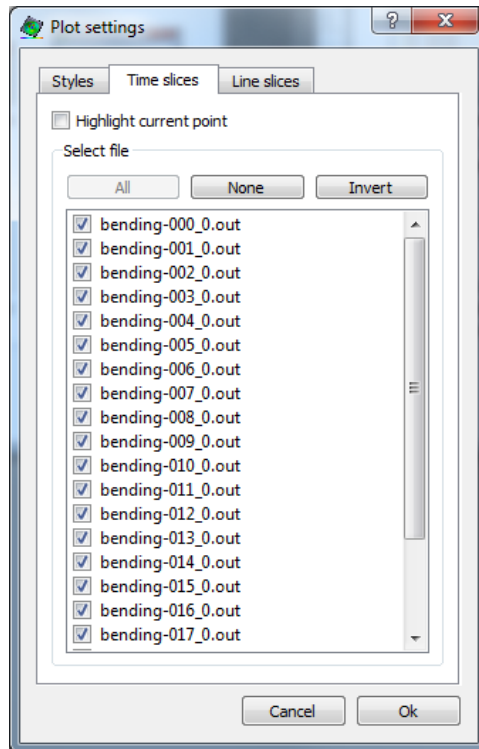 Plot settings
Styles Time slices Line slices
Highlight current point
Select file
All None Invert
bending-000_0.out
bending-001_0.out
bending-002_0.out
bending-003_0.out
bending-004_0.out
bending-005_0.out
bending-006_0.out
bending-007_0.out
bending-008_0.out
bending-009_0.out
bending-010_0.out
bending-011_0.out
bending-012_0.out
bending-013_0.out
bending-014_0.out
bending-015_0.out
bending-016_0.out
bending-017_0.out
Cancel Ok